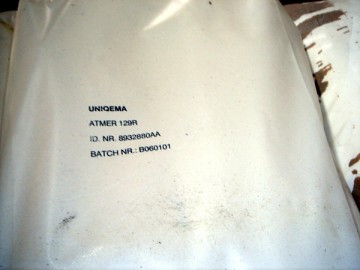 UNIQEMA
ATMER 129R
ID. NR. 8932880AA
BATCH NR.: B060101